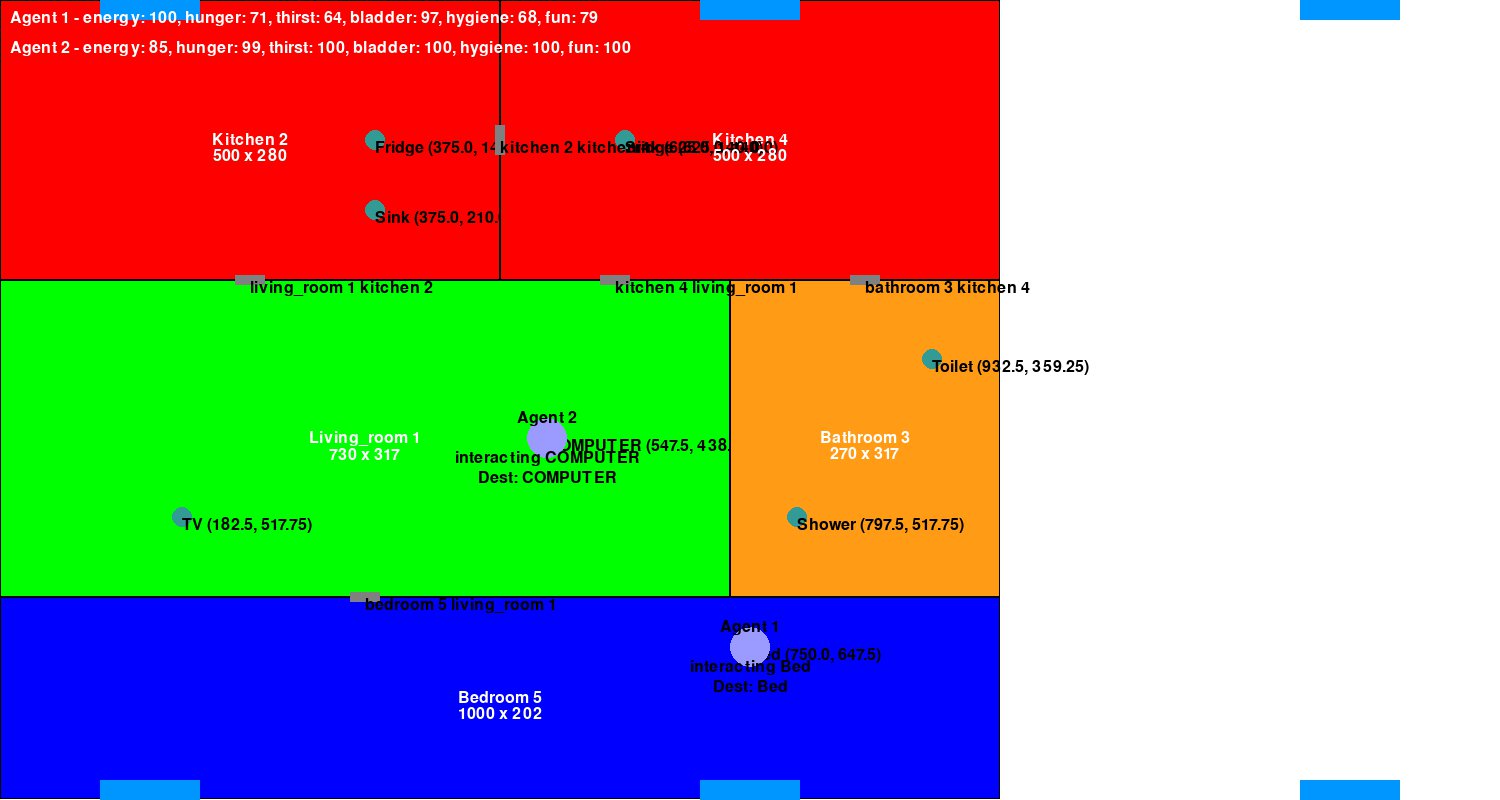 Agent 1 - energy: 100, hunger: 71, thirst: 64, bladder: 97, hygiene: 68, fun: 79
Agent 2 - energy: 85, hunger: 99, thirst: 100, bladder: 100, hygiene: 100, fun: 100
Kitchen 2
500 x 280
Fridge (375.0, 14
kitchen 2 kitchen
Kitchen 4
500 x 280
Sink (375.0, 210.
living_room 1 kitchen 2
kitchen 4 living_room 1
bathroom 3 kitchen 4
Toilet (932.5, 359.25)
Agent 2
Living_room 1
730 x 317
COMPUTER (547.5, 438.
interacting COMPUTER
Dest: COMPUTER
Bathroom 3
270 x 317
TV (182.5, 517.75)
Shower (797.5, 517.75)
bedroom 5 living_room 1
Agent 1
(750.0, 647.5)
interacting Bed
Dest: Bed
Bedroom 5
1000 x 202